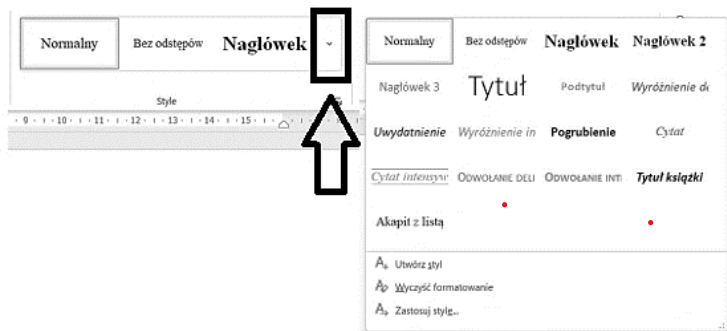 Normalny Bez odstępów Nagłówek
Style
9 10 11 12 13 14 15
Normalny Bez odstępów Nagłówek Nagłówek 2
Nagłówek 3 Tytuł Podtytuł Wyróżnienie de
Uwydatnienie Wyróżnienie in Pogrubienie Cytat
Cytat intensyw Odwołanie deli Odwołanie inti Tytuł książki
Akapit z listą
Utwórz styl
Wyczyść formatowanie
Zastosuj style...